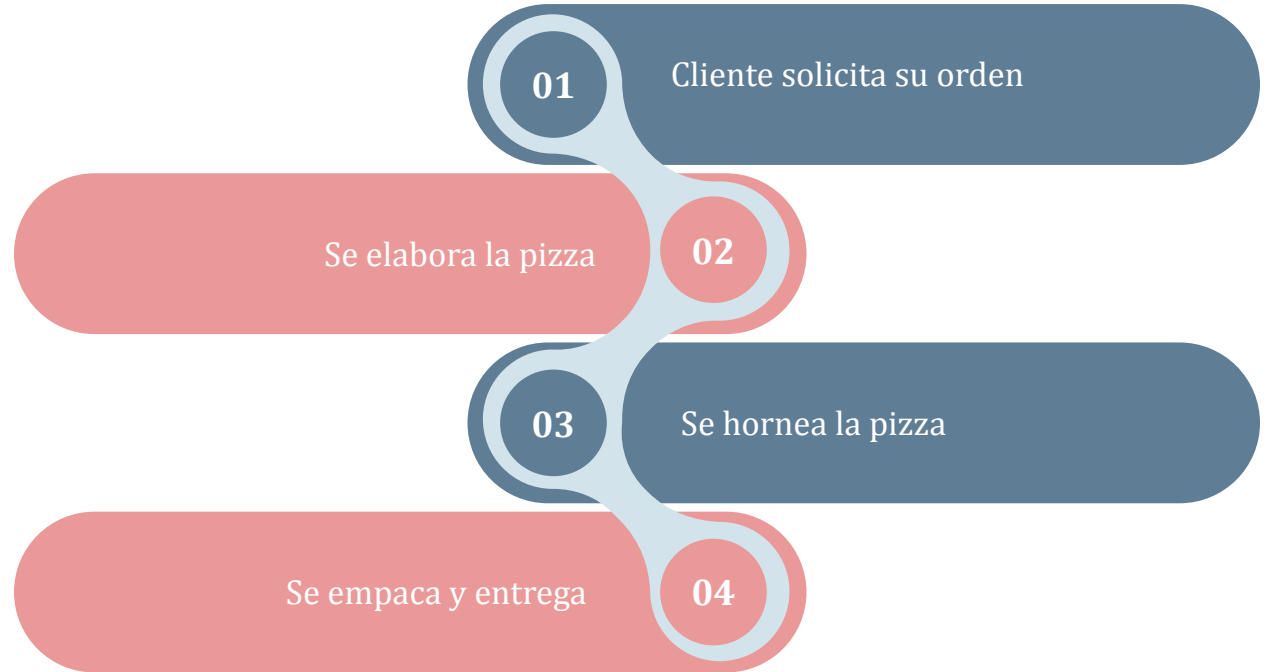 01
Cliente solicita su orden
Se elabora la pizza
02
03
Se hornea la pizza
Se empaca y entrega
04